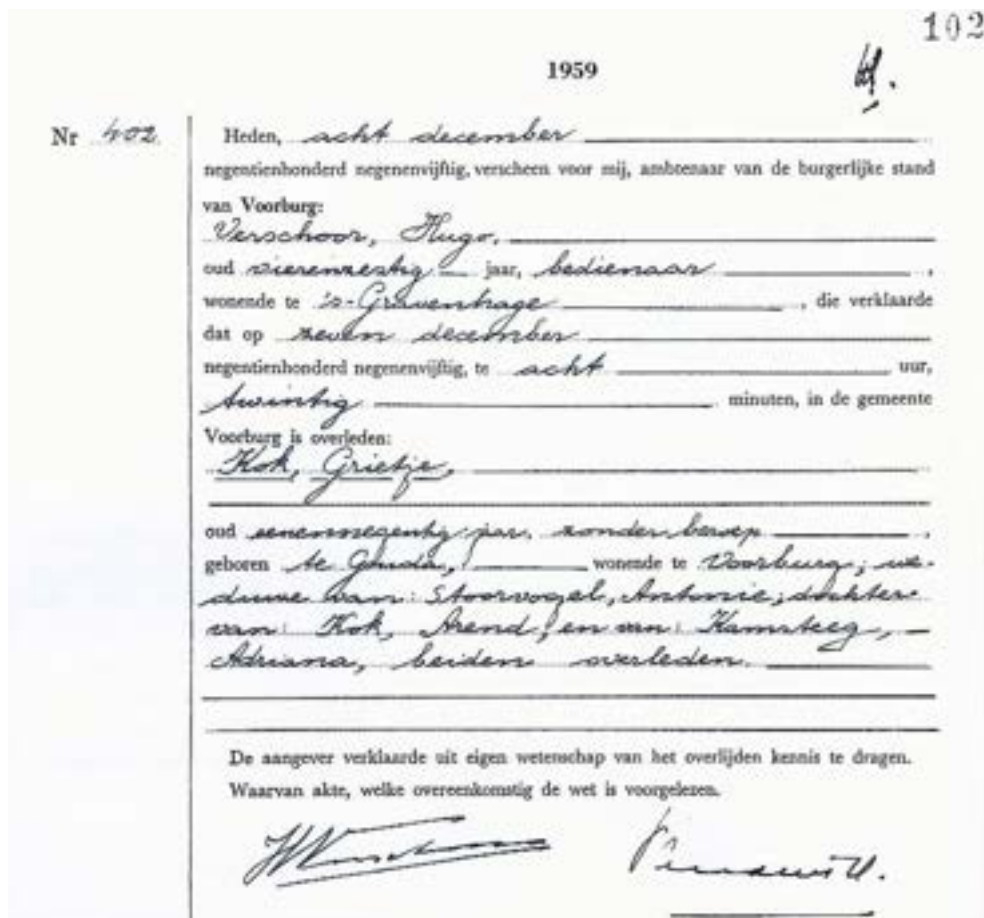 102
1959
Nr 402
Heden, acht december
negentienhonderd negenenvijftig, verscheen voor mij, ambtenaar van de burgerlijke stand
van Voorburg:
Verschoor, Hugo,
oud vierenzestig jaar, bedienaar ,
wonende te 's-Gravenhage , die verklaarde
dat op zeven december
negentienhonderd negenenvijftig, te acht uur,
twintig minuten, in de gemeente
Voorburg is overleden:
Kok, Grietje,
oud eenennegentig jaar, zonder beroep ,
geboren te Gouda, wonende te Voorburg; we-
duwe van: Stoorvogel, Antonie; dochter
van: Kok, Arend, en van: Kamsteeg,
Adriana, beiden overleden.
De aangever verklaarde uit eigen wetenschap van het overlijden kennis te dragen.
Waarvan akte, welke overeenkomstig de wet is voorgelezen.